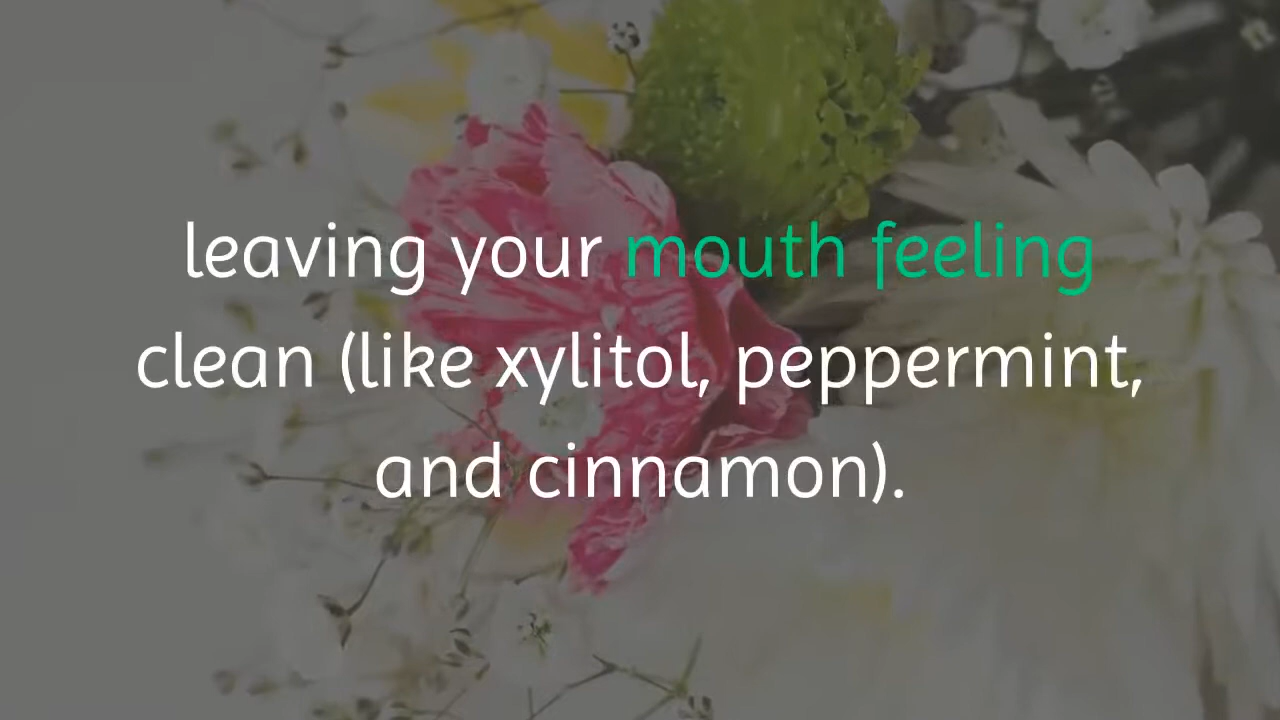 leaving your mouth feeling
clean (like xylitol, peppermint,
and cinnamon).